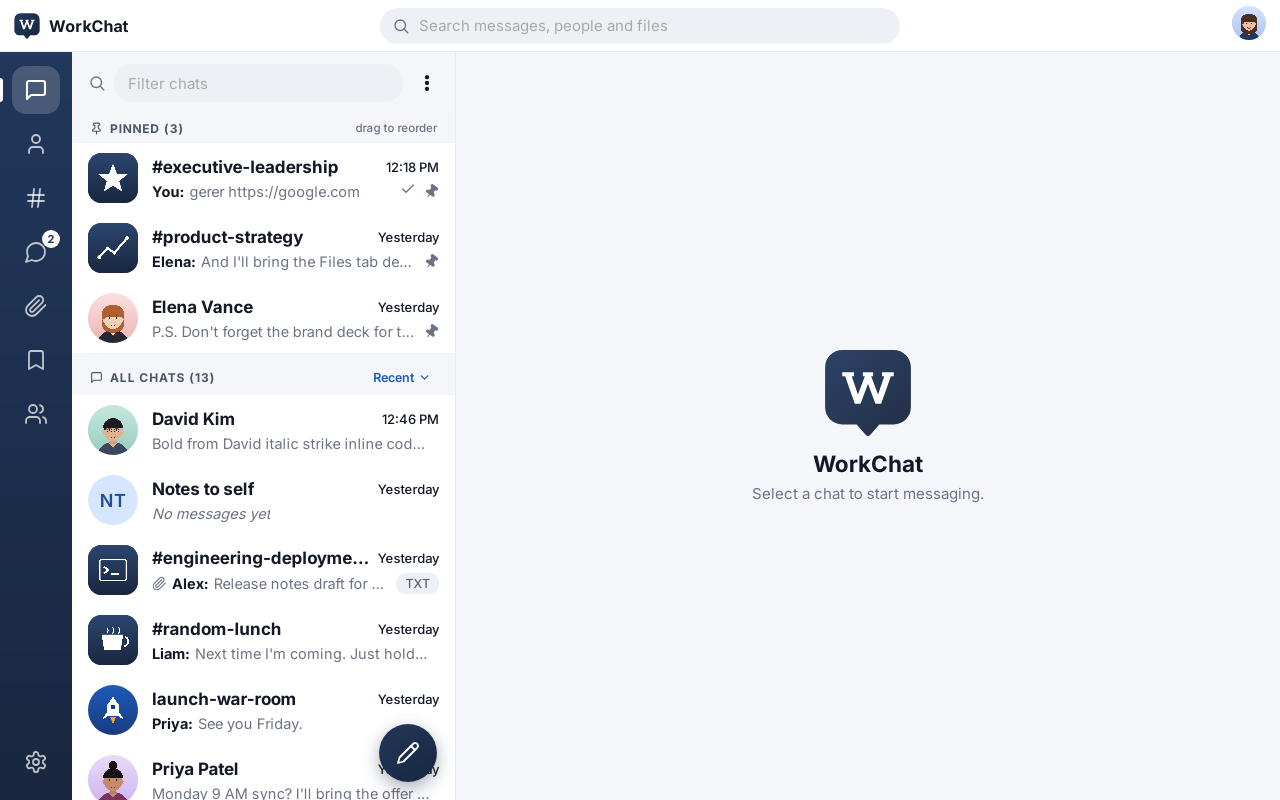 W WorkChat
Search messages, people and files
Filter chats
PINNED (3) drag to reorder
#executive-leadership 12:18 PM
You: gerer https://google.com
2
#product-strategy Yesterday
Elena: And I'll bring the Files tab de...
Elena Vance Yesterday
P.S. Don't forget the brand deck for t...
ALL CHATS (13) Recent
David Kim 12:46 PM
Bold from David italic strike inline cod...
NT Notes to self Yesterday
No messages yet
#engineering-deployme... Yesterday
Alex: Release notes draft for ... TXT
#random-lunch Yesterday
Liam: Next time I'm coming. Just hold...
launch-war-room Yesterday
Priya: See you Friday.
Priya Patel
Monday 9 AM sync? I'll bring the offer ...
W
WorkChat
Select a chat to start messaging.